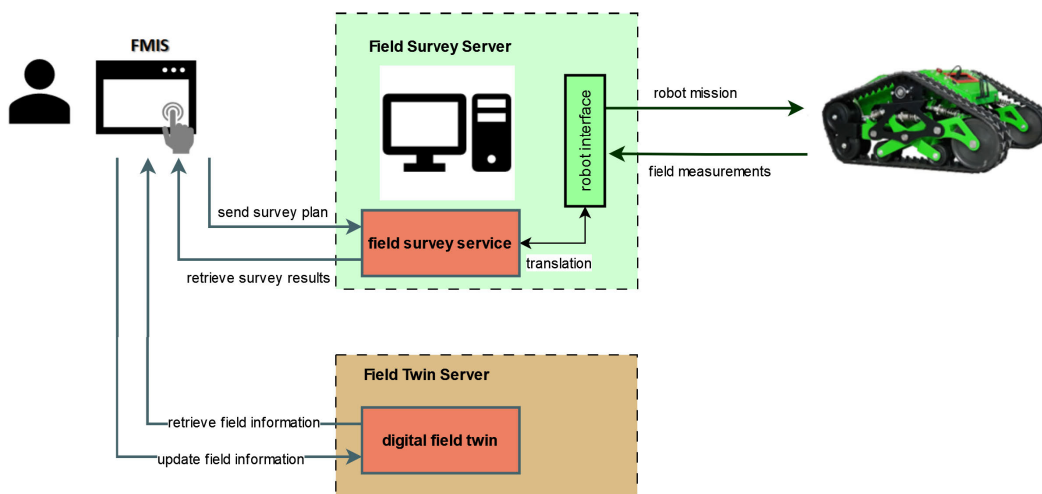 FMIS
Field Survey Server
robot interface
robot mission
field measurements
send survey plan
field survey service
translation
retrieve survey results
Field Twin Server
retrieve field information
digital field twin
update field information